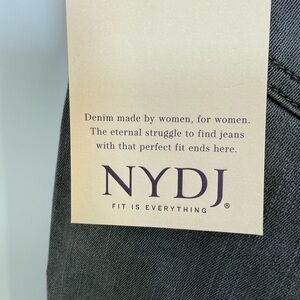 Denim made by women, for women.
The eternal struggle to find jeans
with that perfect fit ends here.
NYDJ®
FIT IS EVERYTHING